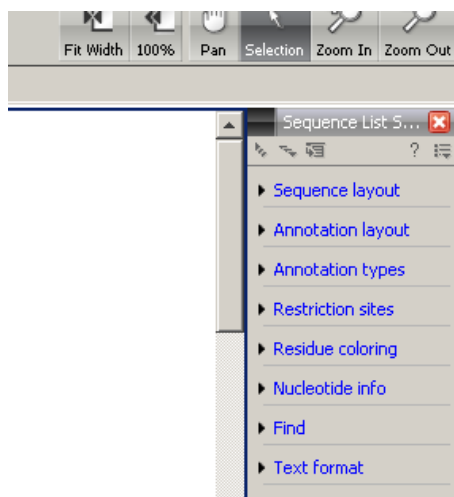 Fit Width 100% Pan Selection Zoom In Zoom Out
Sequence List S...
?
Sequence layout
Annotation layout
Annotation types
Restriction sites
Residue coloring
Nucleotide info
Find
Text format